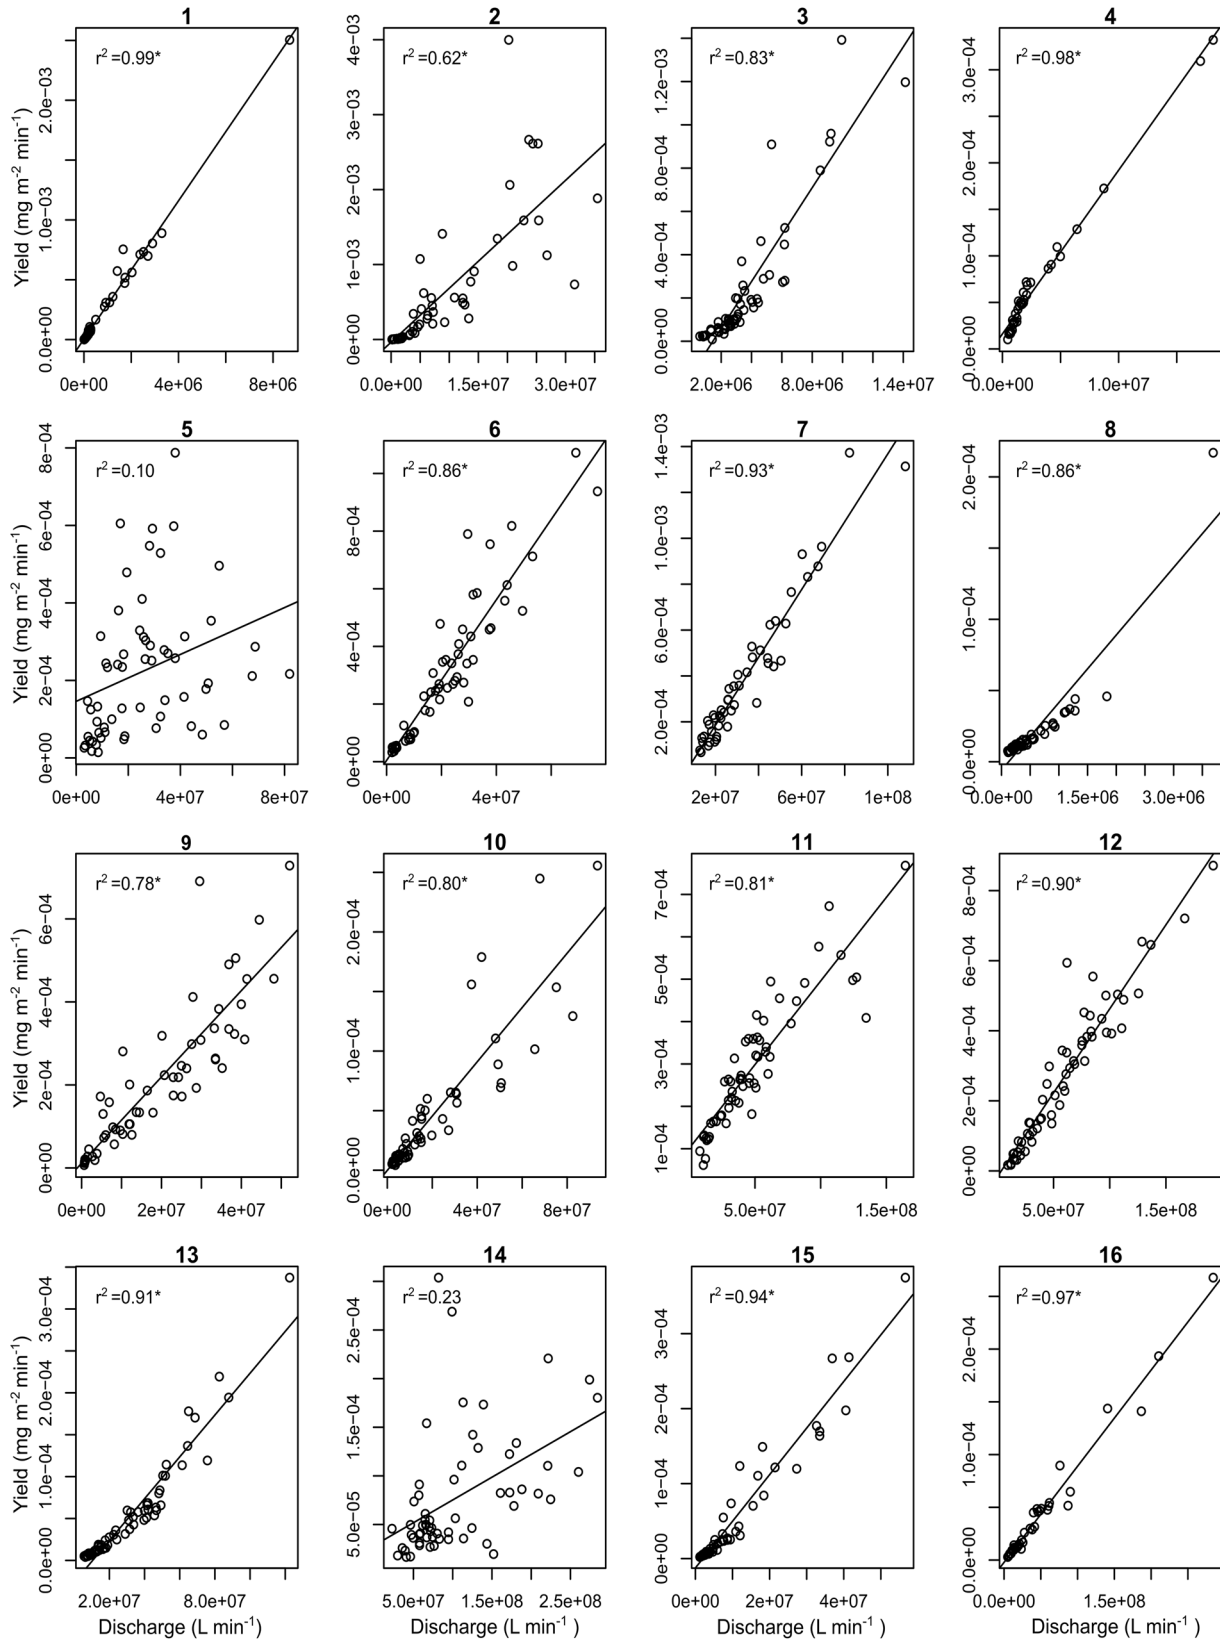 1 2 3 4
r² =0.99* r² =0.62* r² =0.83* r² =0.98*
Yield (mg m⁻² min⁻¹)
0.0e+00 1.0e−03 2.0e−03
0e+00 1e−03 2e−03 3e−03 4e−03
0.0e+00 4.0e−04 8.0e−04 1.2e−03
0.0e+00 1.0e−04 2.0e−04 3.0e−04
0e+00 4e+06 8e+06 0.0e+00 1.5e+07 3.0e+07 2.0e+06 8.0e+06 1.4e+07 0.0e+00 1.0e+07
5 6 7 8
r² =0.10 r² =0.86* r² =0.93* r² =0.86*
Yield (mg m⁻² min⁻¹)
0e+00 2e−04 4e−04 6e−04 8e−04
0e+00 4e−04 8e−04
2.0e−04 6.0e−04 1.0e−03 1.4e−03
0.0e+00 1.0e−04 2.0e−04
0e+00 4e+07 8e+07 0e+00 4e+07 2e+07 6e+07 1e+08 0.0e+00 1.5e+06 3.0e+06
9 10 11 12
r² =0.78* r² =0.80* r² =0.81* r² =0.90*
Yield (mg m⁻² min⁻¹)
0e+00 2e−04 4e−04 6e−04
0.0e+00 1.0e−04 2.0e−04
1e−04 3e−04 5e−04 7e−04
0e+00 2e−04 4e−04 6e−04 8e−04
0e+00 2e+07 4e+07 0e+00 4e+07 8e+07 5.0e+07 1.5e+08 5.0e+07 1.5e+08
13 14 15 16
r² =0.91* r² =0.23 r² =0.94* r² =0.97*
Yield (mg m⁻² min⁻¹)
0.0e+00 1.0e−04 2.0e−04 3.0e−04
5.0e−05 1.5e−04 2.5e−04
0e+00 1e−04 2e−04 3e−04
0.0e+00 1.0e−04 2.0e−04
2.0e+07 8.0e+07 5.0e+07 1.5e+08 2.5e+08 0e+00 2e+07 4e+07 0.0e+00 1.5e+08
Discharge (L min⁻¹) Discharge (L min⁻¹) Discharge (L min⁻¹) Discharge (L min⁻¹)